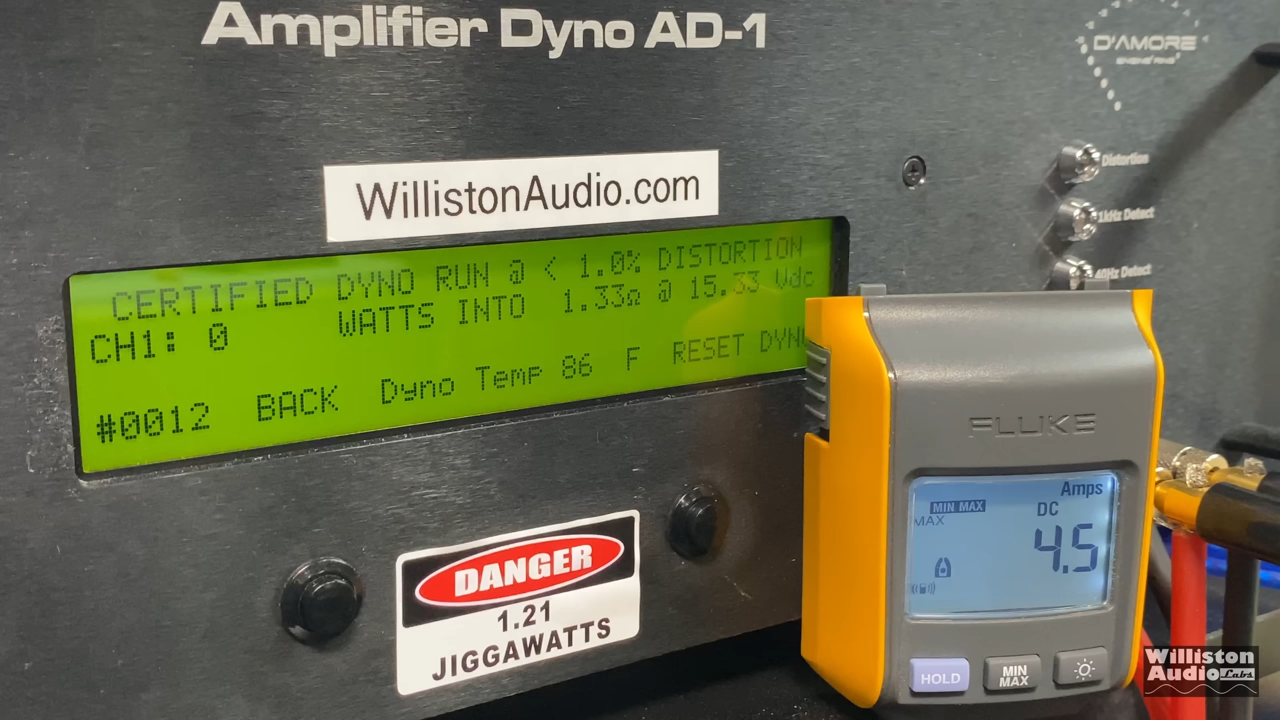 Amplifier Dyno AD-1
D'AMORE
ENGINEERING
Distortion
1kHz Detect
40Hz Detect
WillistonAudio.com
CERTIFIED DYNO RUN @ < 1.0% DISTORTION
CH1: 0 WATTS INTO 1.33Ω @ 15.33 Vdc
#0012 BACK Dyno Temp 86 F RESET DYN
FLUKE
Amps
MIN MAX DC
MAX
4.5
HOLD
MIN MAX
DANGER
1.21
JIGGAWATTS
Williston
Audio Labs